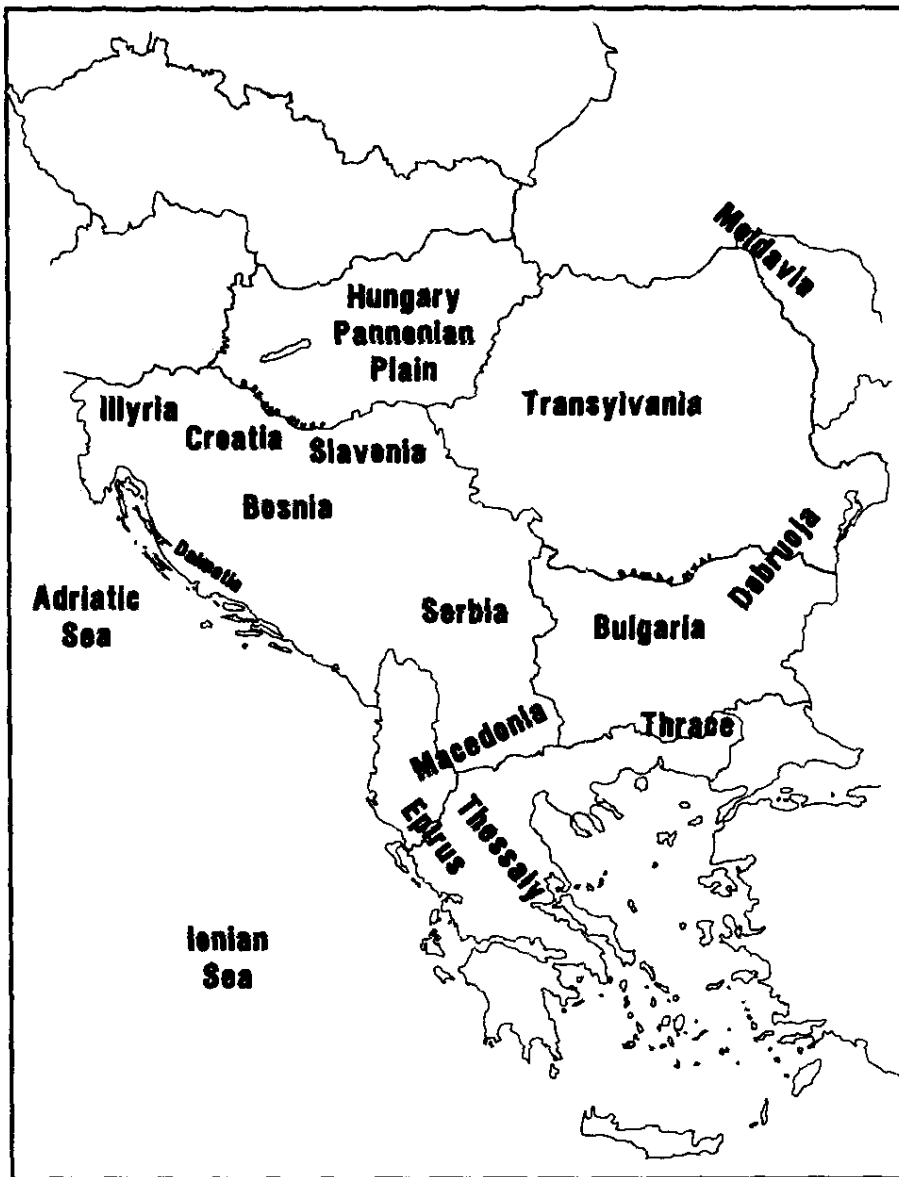 Moldavia
Hungary
Pannonian
Plain
Illyria
Croatia
Slavonia
Transylvania
Bosnia
Dalmatia
Dobrudja
Adriatic
Sea
Serbia
Bulgaria
Macedonia
Thrace
Epirus
Thessaly
Ionian
Sea